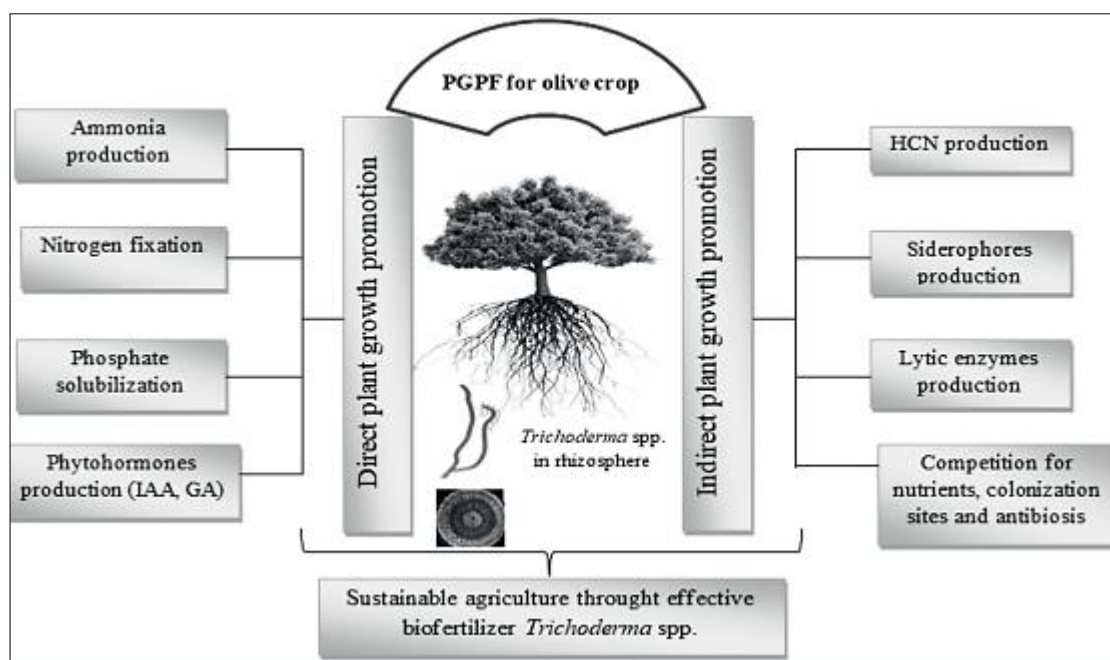 PGPF for olive crop
Ammonia
production
Nitrogen fixation
Phosphate
solubilization
Phytohormones
production (IAA, GA)
Direct plant growth promotion
Trichoderma spp.
in rhizosphere
Indirect plant growth promotion
HCN production
Siderophores
production
Lytic enzymes
production
Competition for
nutrients, colonization
sites and antibiosis
Sustainable agriculture throught effective
biofertilizer Trichoderma spp.